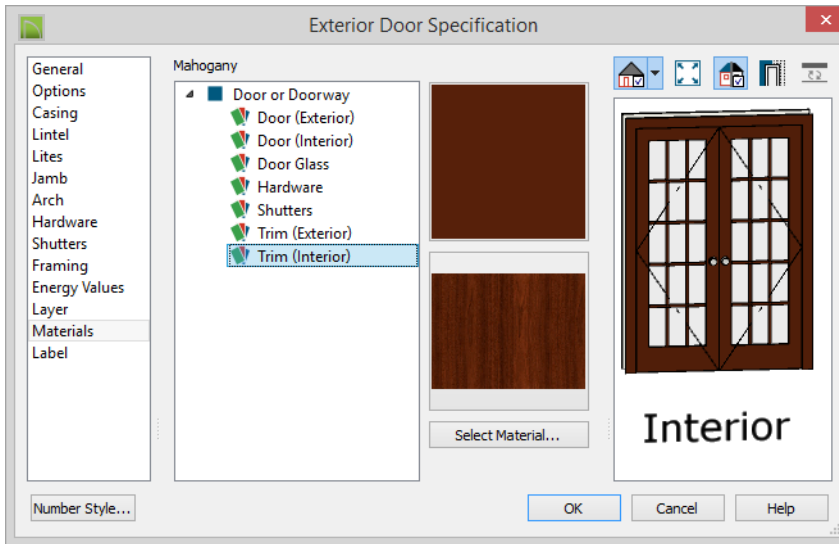 Exterior Door Specification
General
Options
Casing
Lintel
Lites
Jamb
Arch
Hardware
Shutters
Framing
Energy Values
Layer
Materials
Label
Mahogany
Door or Doorway
Door (Exterior)
Door (Interior)
Door Glass
Hardware
Shutters
Trim (Exterior)
Trim (Interior)
Select Material...
Interior
Number Style...
OK
Cancel
Help